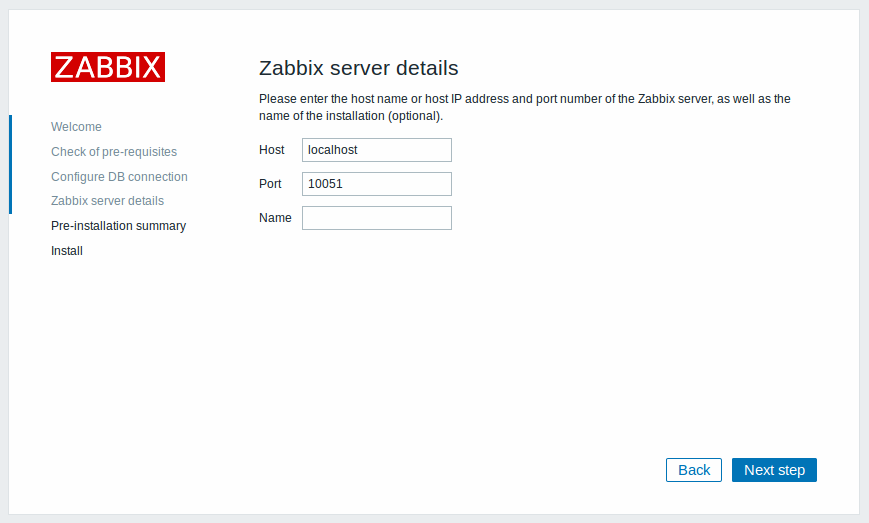 ZABBIX
Welcome
Check of pre-requisites
Configure DB connection
Zabbix server details
Pre-installation summary
Install
Zabbix server details
Please enter the host name or host IP address and port number of the Zabbix server, as well as the
name of the installation (optional).
Host localhost
Port 10051
Name
Back Next step